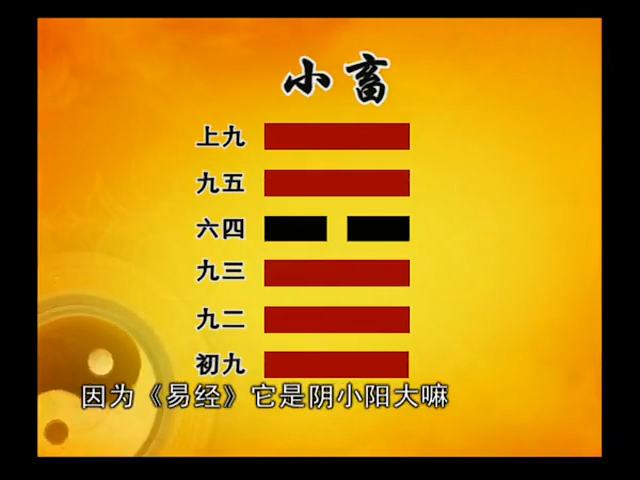 小畜
上九
九五
六四
九三
九二
初九
因为《易经》它是阴小阳大嘛